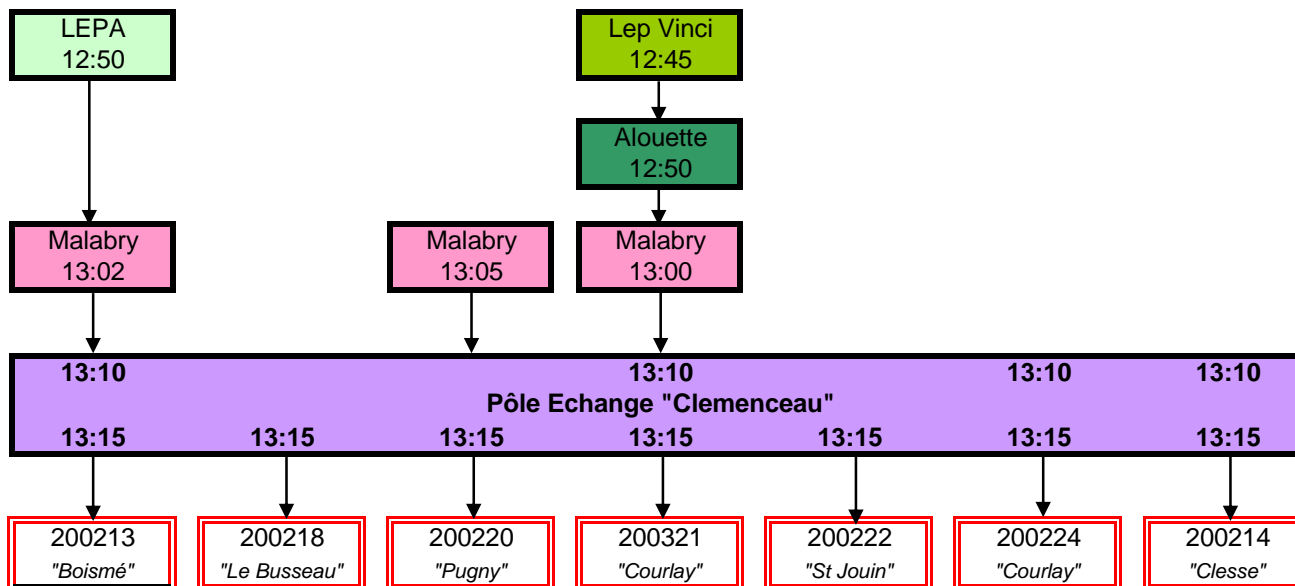 LEPA
12:50
Lep Vinci
12:45
Alouette
12:50
Malabry
13:02
Malabry
13:05
Malabry
13:00
13:10 13:10 13:10 13:10
Pôle Echange "Clemenceau"
13:15 13:15 13:15 13:15 13:15 13:15 13:15
200213
"Boismé"
200218
"Le Busseau"
200220
"Pugny"
200321
"Courlay"
200222
"St Jouin"
200224
"Courlay"
200214
"Clesse"